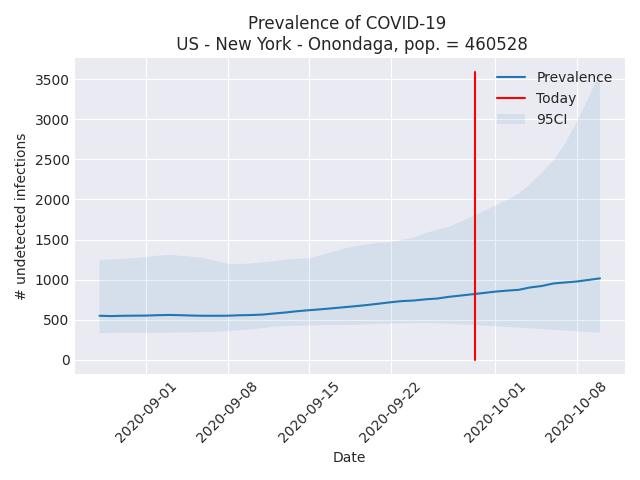 Prevalence of COVID-19
US - New York - Onondaga, pop. = 460528
Prevalence
Today
95CI
# undetected infections
3500
3000
2500
2000
1500
1000
500
0
2020-09-01
2020-09-08
2020-09-15
2020-09-22
2020-10-01
2020-10-08
Date